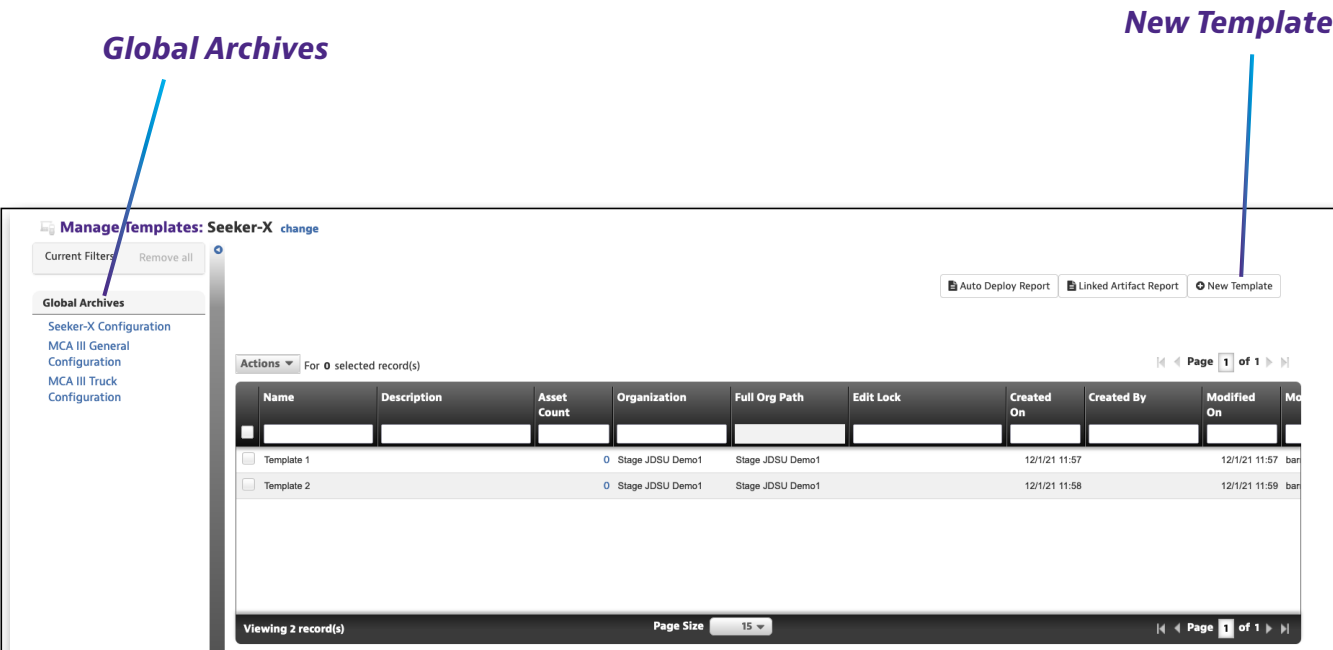 New Template
Global Archives
Manage Templates: Seeker-X change
Current Filters Remove all
Auto Deploy Report Linked Artifact Report New Template
Global Archives
Seeker-X Configuration
MCA III General
Configuration
MCA III Truck
Configuration
Actions For 0 selected record(s) Page 1 of 1
Name Description Asset Count Organization Full Org Path Edit Lock Created On Created By Modified On Mo
Template 1 0 Stage JDSU Demo1 Stage JDSU Demo1 12/1/21 11:57 12/1/21 11:57 bar
Template 2 0 Stage JDSU Demo1 Stage JDSU Demo1 12/1/21 11:58 12/1/21 11:59 bar
Viewing 2 record(s) Page Size 15 Page 1 of 1